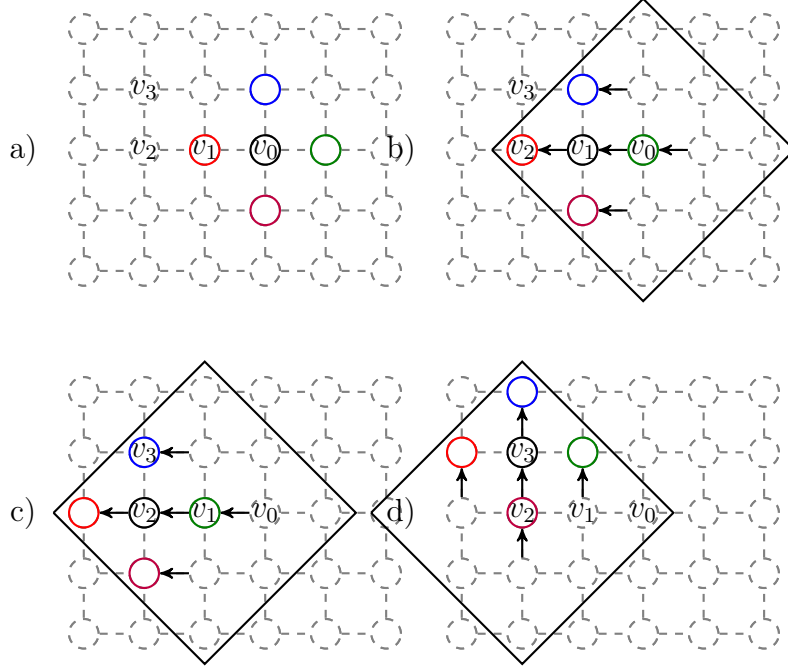 v₃
a) v₂ v₁ v₀
v₃
b) v₂ v₁ v₀
v₃
c) v₂ v₁ v₀
v₃
d) v₂ v₁ v₀